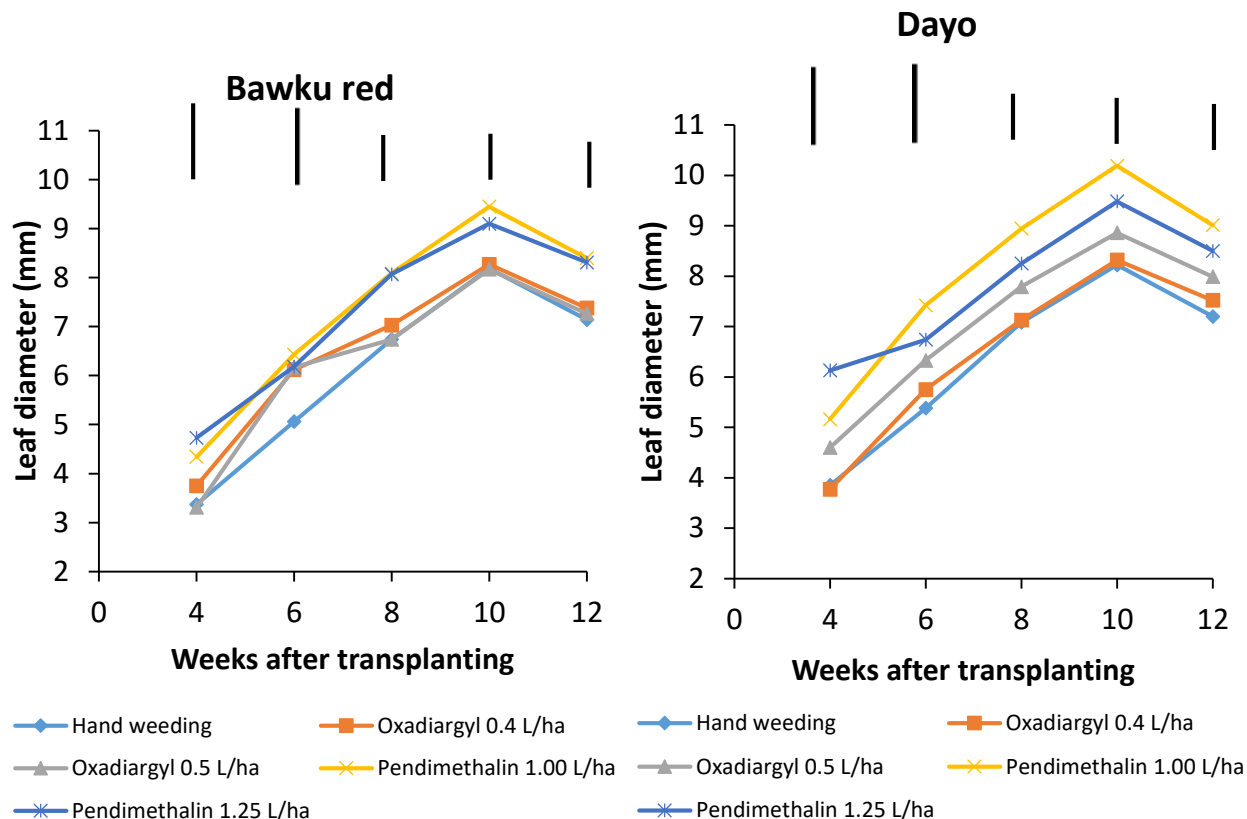 Bawku red
11
10
9
8
7
6
5
4
3
2
0 4 6 8 10 12
Leaf diameter (mm)
Weeks after transplanting
Hand weeding
Oxadiargyl 0.4 L/ha
Oxadiargyl 0.5 L/ha
Pendimethalin 1.00 L/ha
Pendimethalin 1.25 L/ha
Dayo
11
10
9
8
7
6
5
4
3
2
0 4 6 8 10 12
Leaf diameter (mm)
Weeks after transplanting
Hand weeding
Oxadiargyl 0.4 L/ha
Oxadiargyl 0.5 L/ha
Pendimethalin 1.00 L/ha
Pendimethalin 1.25 L/ha